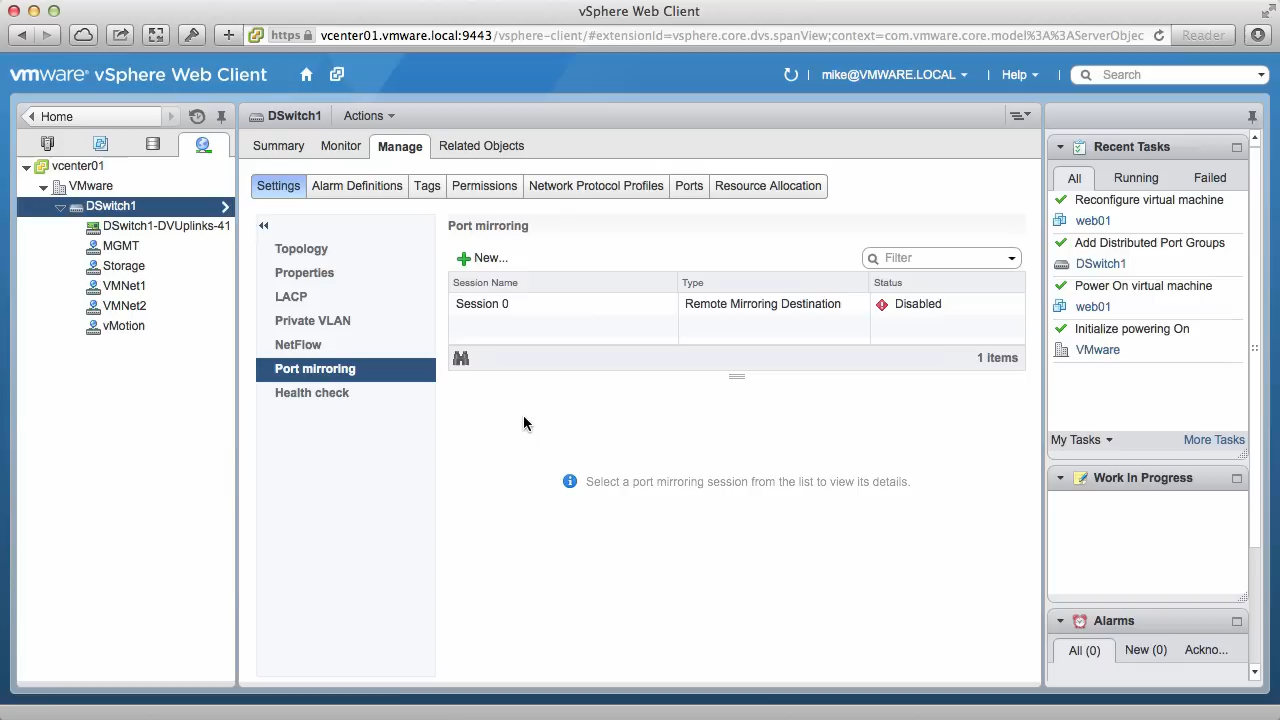 vSphere Web Client
https vcenter01.vmware.local:9443/vsphere-client/#extensionId=vsphere.core.dvs.spanView;context=com.vmware.core.model%3A%3AServerObjec Reader
vmware® vSphere Web Client mike@VMWARE.LOCAL Help Search
Home
vcenter01
VMware
DSwitch1
DSwitch1-DVUplinks-41
MGMT
Storage
VMNet1
VMNet2
vMotion
DSwitch1 Actions
Summary Monitor Manage Related Objects
Settings Alarm Definitions Tags Permissions Network Protocol Profiles Ports Resource Allocation
Topology
Properties
LACP
Private VLAN
NetFlow
Port mirroring
Health check
Port mirroring
New... Filter
Session Name Type Status
Session 0 Remote Mirroring Destination Disabled
1 items
Select a port mirroring session from the list to view its details.
Recent Tasks
All Running Failed
Reconfigure virtual machine
web01
Add Distributed Port Groups
DSwitch1
Power On virtual machine
web01
Initialize powering On
VMware
My Tasks More Tasks
Work In Progress
Alarms
All (0) New (0) Ackno...